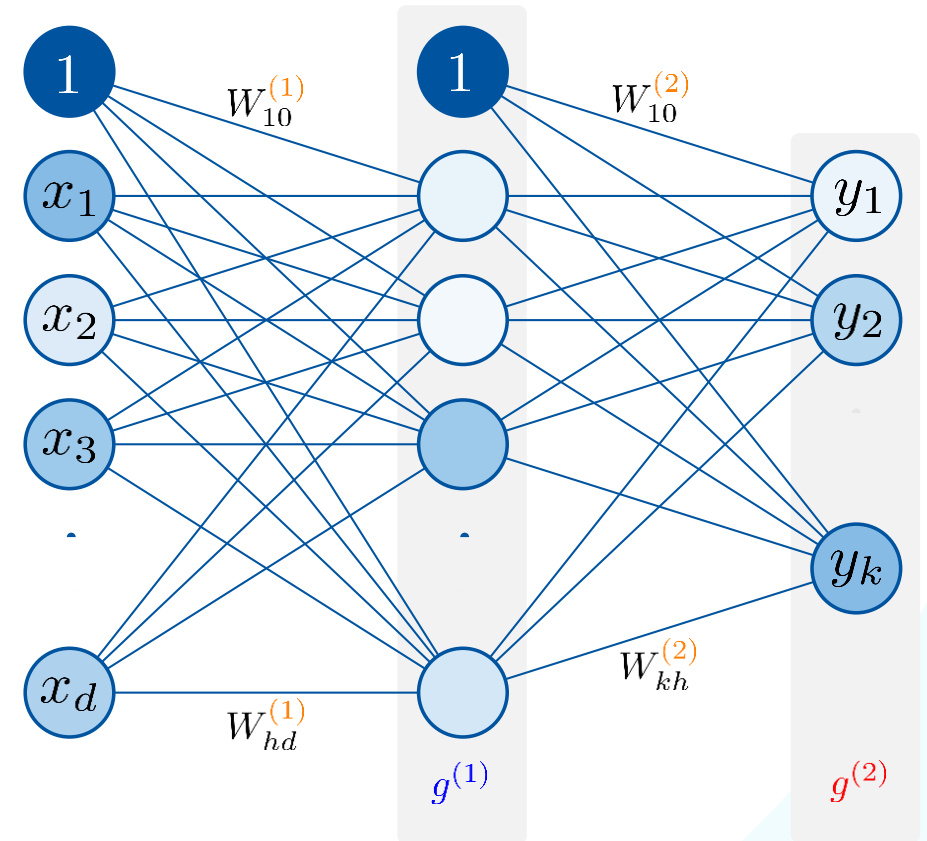 1
1
W_{10}^{(1)}
W_{10}^{(2)}
x_1
y_1
x_2
y_2
x_3
y_k
x_d
W_{kh}^{(2)}
W_{hd}^{(1)}
g^{(1)}
g^{(2)}